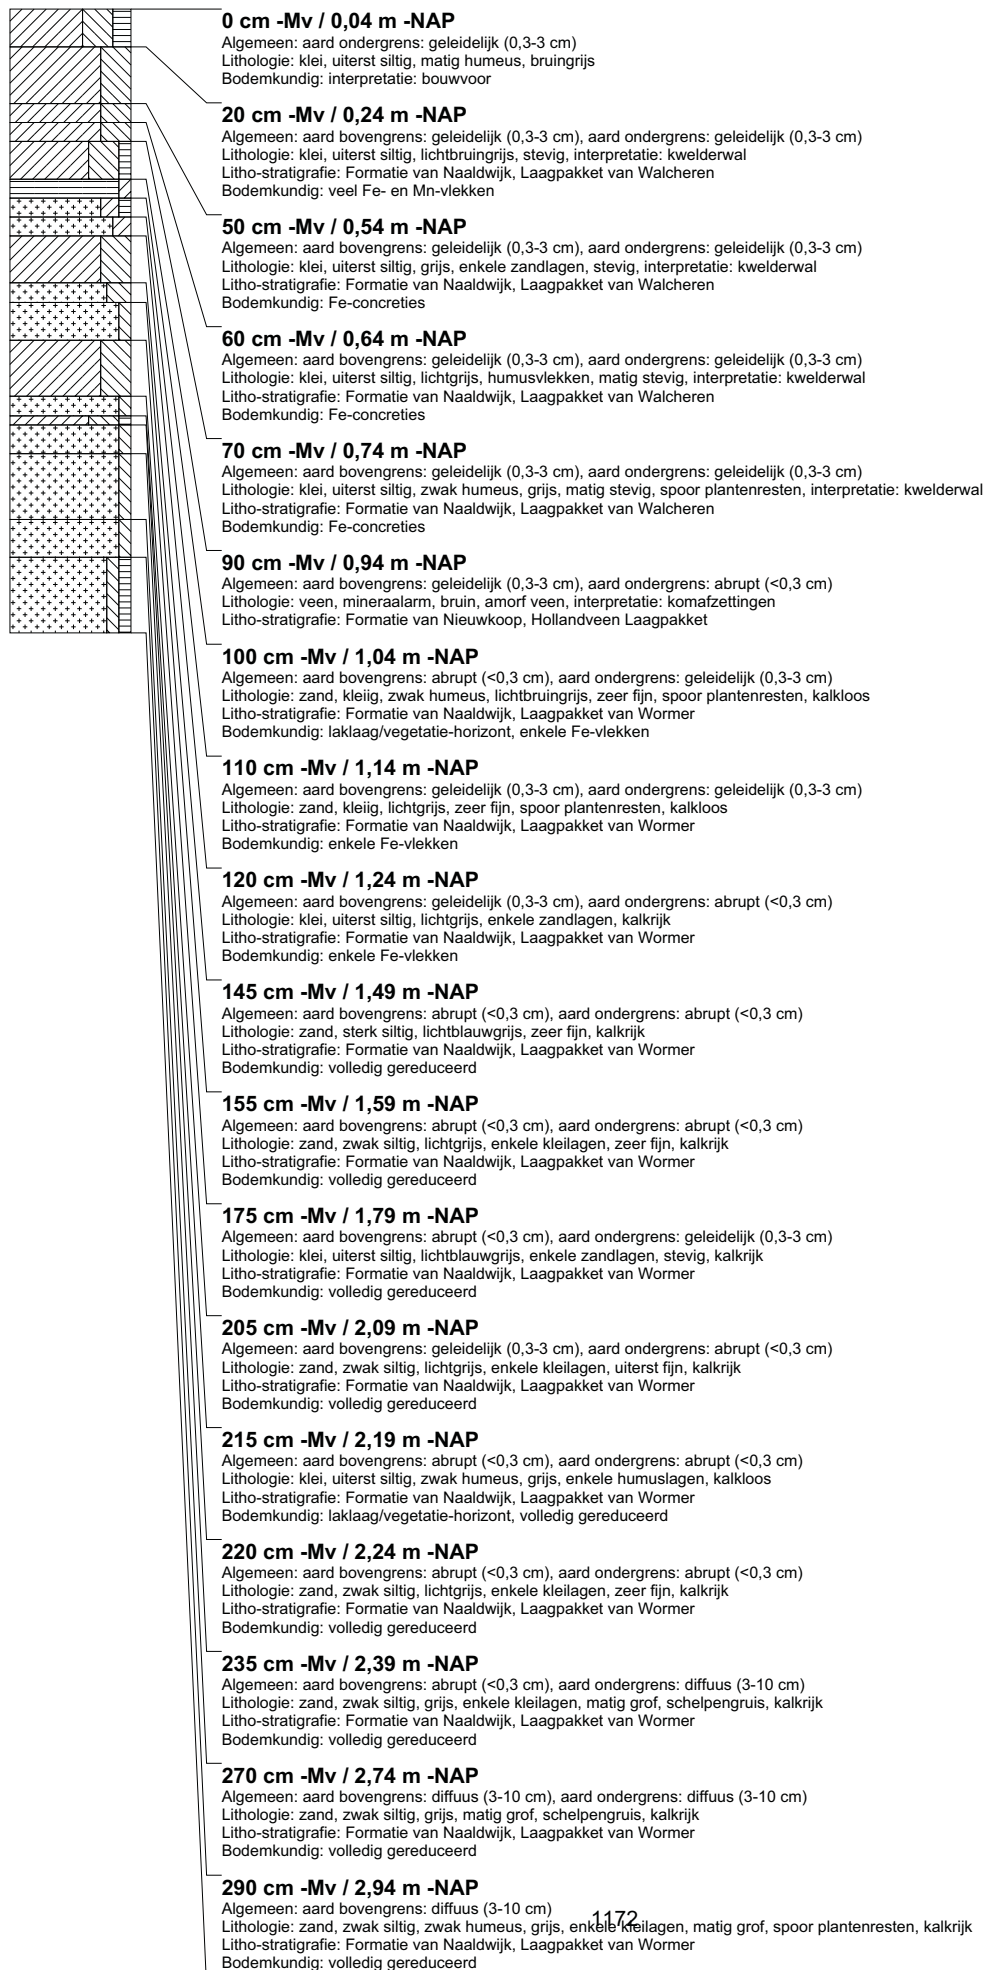 0 cm -Mv / 0,04 m -NAP
Algemeen: aard ondergrens: geleidelijk (0,3-3 cm)
Lithologie: klei, uiterst siltig, matig humeus, bruingrijs
Bodemkundig: interpretatie: bouwvoor
20 cm -Mv / 0,24 m -NAP
Algemeen: aard bovengrens: geleidelijk (0,3-3 cm), aard ondergrens: geleidelijk (0,3-3 cm)
Lithologie: klei, uiterst siltig, lichtbruingrijs, stevig, interpretatie: kwelderwal
Litho-stratigrafie: Formatie van Naaldwijk, Laagpakket van Walcheren
Bodemkundig: veel Fe- en Mn-vlekken
50 cm -Mv / 0,54 m -NAP
Algemeen: aard bovengrens: geleidelijk (0,3-3 cm), aard ondergrens: geleidelijk (0,3-3 cm)
Lithologie: klei, uiterst siltig, grijs, enkele zandlagen, stevig, interpretatie: kwelderwal
Litho-stratigrafie: Formatie van Naaldwijk, Laagpakket van Walcheren
Bodemkundig: Fe-concreties
60 cm -Mv / 0,64 m -NAP
Algemeen: aard bovengrens: geleidelijk (0,3-3 cm), aard ondergrens: geleidelijk (0,3-3 cm)
Lithologie: klei, uiterst siltig, lichtgrijs, humusvlekken, matig stevig, interpretatie: kwelderwal
Litho-stratigrafie: Formatie van Naaldwijk, Laagpakket van Walcheren
Bodemkundig: Fe-concreties
70 cm -Mv / 0,74 m -NAP
Algemeen: aard bovengrens: geleidelijk (0,3-3 cm), aard ondergrens: geleidelijk (0,3-3 cm)
Lithologie: klei, uiterst siltig, zwak humeus, grijs, matig stevig, spoor plantenresten, interpretatie: kwelderwal
Litho-stratigrafie: Formatie van Naaldwijk, Laagpakket van Walcheren
Bodemkundig: Fe-concreties
90 cm -Mv / 0,94 m -NAP
Algemeen: aard bovengrens: geleidelijk (0,3-3 cm), aard ondergrens: abrupt (<0,3 cm)
Lithologie: veen, mineraalarm, bruin, amorf veen, interpretatie: komafzettingen
Litho-stratigrafie: Formatie van Nieuwkoop, Hollandveen Laagpakket
100 cm -Mv / 1,04 m -NAP
Algemeen: aard bovengrens: abrupt (<0,3 cm), aard ondergrens: geleidelijk (0,3-3 cm)
Lithologie: zand, kleiig, zwak humeus, lichtbruingrijs, zeer fijn, spoor plantenresten, kalkloos
Litho-stratigrafie: Formatie van Naaldwijk, Laagpakket van Wormer
Bodemkundig: laklaag/vegetatie-horizont, enkele Fe-vlekken
110 cm -Mv / 1,14 m -NAP
Algemeen: aard bovengrens: geleidelijk (0,3-3 cm), aard ondergrens: geleidelijk (0,3-3 cm)
Lithologie: zand, kleiig, lichtgrijs, zeer fijn, spoor plantenresten, kalkloos
Litho-stratigrafie: Formatie van Naaldwijk, Laagpakket van Wormer
Bodemkundig: enkele Fe-vlekken
120 cm -Mv / 1,24 m -NAP
Algemeen: aard bovengrens: geleidelijk (0,3-3 cm), aard ondergrens: abrupt (<0,3 cm)
Lithologie: klei, uiterst siltig, lichtgrijs, enkele zandlagen, kalkrijk
Litho-stratigrafie: Formatie van Naaldwijk, Laagpakket van Wormer
Bodemkundig: enkele Fe-vlekken
145 cm -Mv / 1,49 m -NAP
Algemeen: aard bovengrens: abrupt (<0,3 cm), aard ondergrens: abrupt (<0,3 cm)
Lithologie: zand, sterk siltig, lichtblauwgrijs, zeer fijn, kalkrijk
Litho-stratigrafie: Formatie van Naaldwijk, Laagpakket van Wormer
Bodemkundig: volledig gereduceerd
155 cm -Mv / 1,59 m -NAP
Algemeen: aard bovengrens: abrupt (<0,3 cm), aard ondergrens: abrupt (<0,3 cm)
Lithologie: zand, zwak siltig, lichtgrijs, enkele kleilagen, zeer fijn, kalkrijk
Litho-stratigrafie: Formatie van Naaldwijk, Laagpakket van Wormer
Bodemkundig: volledig gereduceerd
175 cm -Mv / 1,79 m -NAP
Algemeen: aard bovengrens: abrupt (<0,3 cm), aard ondergrens: geleidelijk (0,3-3 cm)
Lithologie: klei, uiterst siltig, lichtblauwgrijs, enkele zandlagen, stevig, kalkrijk
Litho-stratigrafie: Formatie van Naaldwijk, Laagpakket van Wormer
Bodemkundig: volledig gereduceerd
205 cm -Mv / 2,09 m -NAP
Algemeen: aard bovengrens: geleidelijk (0,3-3 cm), aard ondergrens: abrupt (<0,3 cm)
Lithologie: zand, zwak siltig, lichtgrijs, enkele kleilagen, uiterst fijn, kalkrijk
Litho-stratigrafie: Formatie van Naaldwijk, Laagpakket van Wormer
Bodemkundig: volledig gereduceerd
215 cm -Mv / 2,19 m -NAP
Algemeen: aard bovengrens: abrupt (<0,3 cm), aard ondergrens: abrupt (<0,3 cm)
Lithologie: klei, uiterst siltig, zwak humeus, grijs, enkele humuslagen, kalkloos
Litho-stratigrafie: Formatie van Naaldwijk, Laagpakket van Wormer
Bodemkundig: laklaag/vegetatie-horizont, volledig gereduceerd
220 cm -Mv / 2,24 m -NAP
Algemeen: aard bovengrens: abrupt (<0,3 cm), aard ondergrens: abrupt (<0,3 cm)
Lithologie: zand, zwak siltig, lichtgrijs, enkele kleilagen, zeer fijn, kalkrijk
Litho-stratigrafie: Formatie van Naaldwijk, Laagpakket van Wormer
Bodemkundig: volledig gereduceerd
235 cm -Mv / 2,39 m -NAP
Algemeen: aard bovengrens: abrupt (<0,3 cm), aard ondergrens: diffuus (3-10 cm)
Lithologie: zand, zwak siltig, grijs, enkele kleilagen, matig grof, schelpengruis, kalkrijk
Litho-stratigrafie: Formatie van Naaldwijk, Laagpakket van Wormer
Bodemkundig: volledig gereduceerd
270 cm -Mv / 2,74 m -NAP
Algemeen: aard bovengrens: diffuus (3-10 cm), aard ondergrens: diffuus (3-10 cm)
Lithologie: zand, zwak siltig, grijs, matig grof, schelpengruis, kalkrijk
Litho-stratigrafie: Formatie van Naaldwijk, Laagpakket van Wormer
Bodemkundig: volledig gereduceerd
290 cm -Mv / 2,94 m -NAP
Algemeen: aard bovengrens: diffuus (3-10 cm)
1172
Lithologie: zand, zwak siltig, zwak humeus, grijs, enkele kleilagen, matig grof, spoor plantenresten, kalkrijk
Litho-stratigrafie: Formatie van Naaldwijk, Laagpakket van Wormer
Bodemkundig: volledig gereduceerd